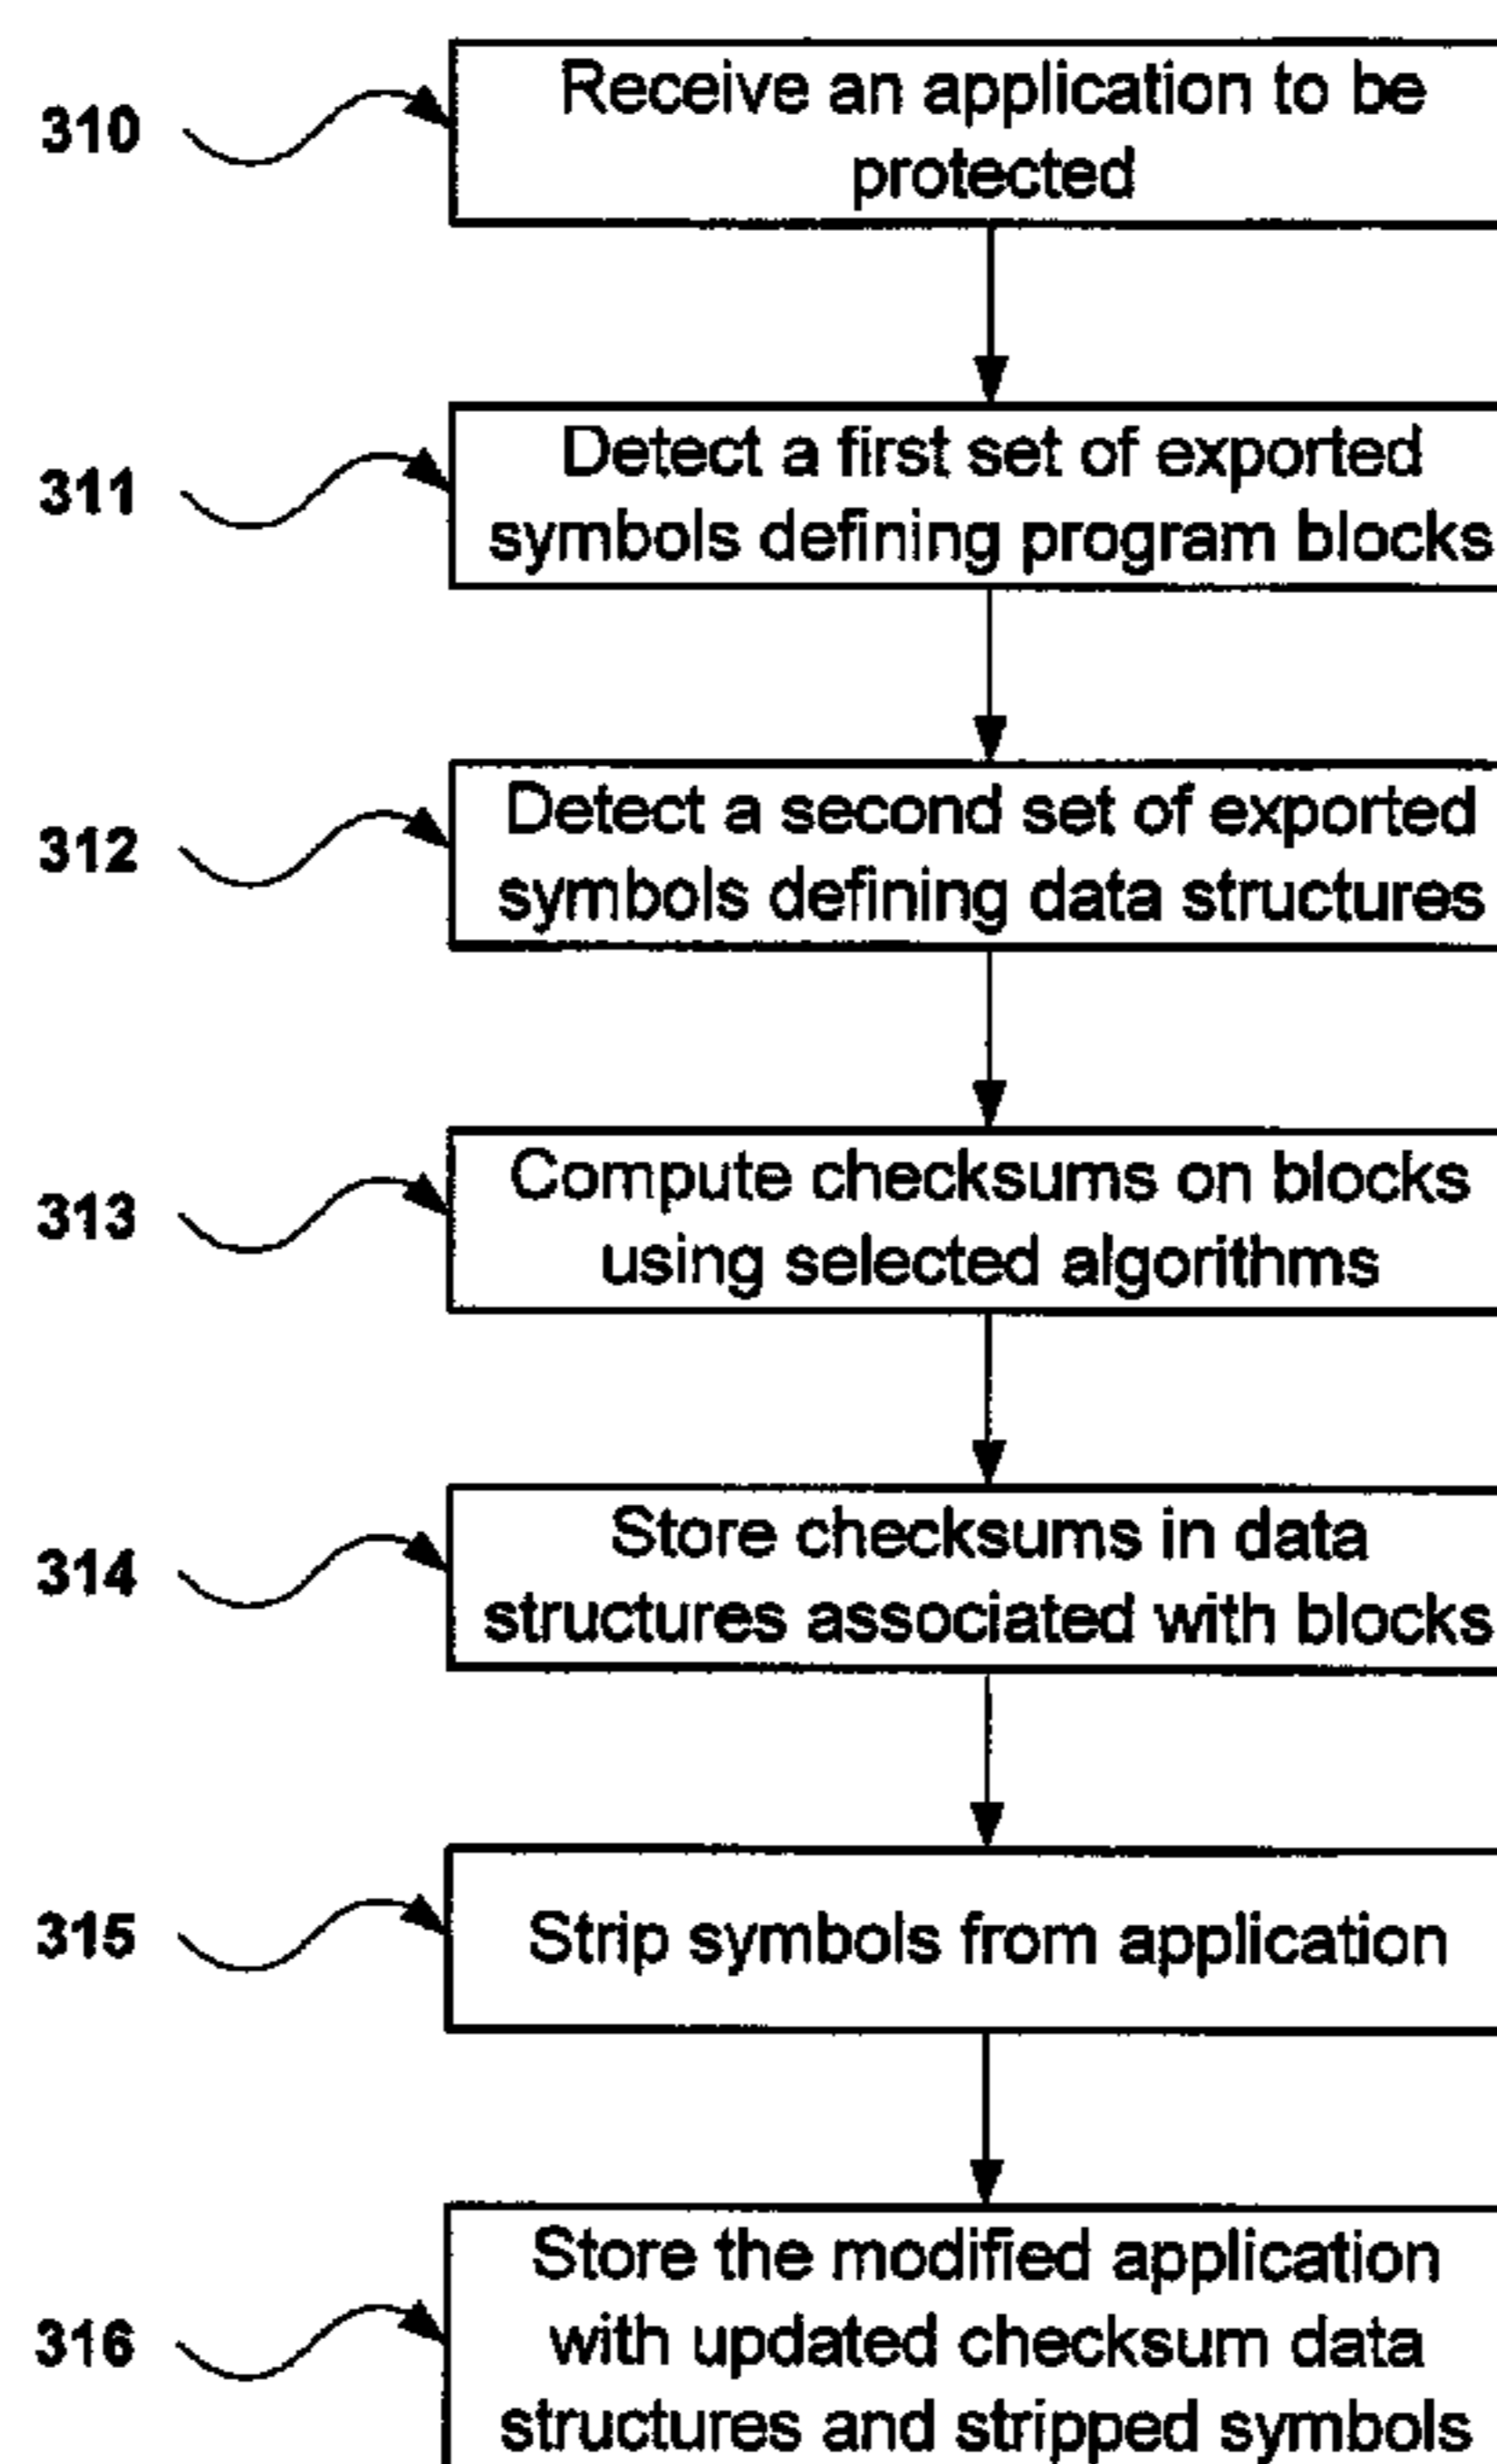 310
Receive an application to be
protected
311
Detect a first set of exported
symbols defining program blocks
312
Detect a second set of exported
symbols defining data structures
313
Compute checksums on blocks
using selected algorithms
314
Store checksums in data
structures associated with blocks
315
Strip symbols from application
316
Store the modified application
with updated checksum data
structures and stripped symbols